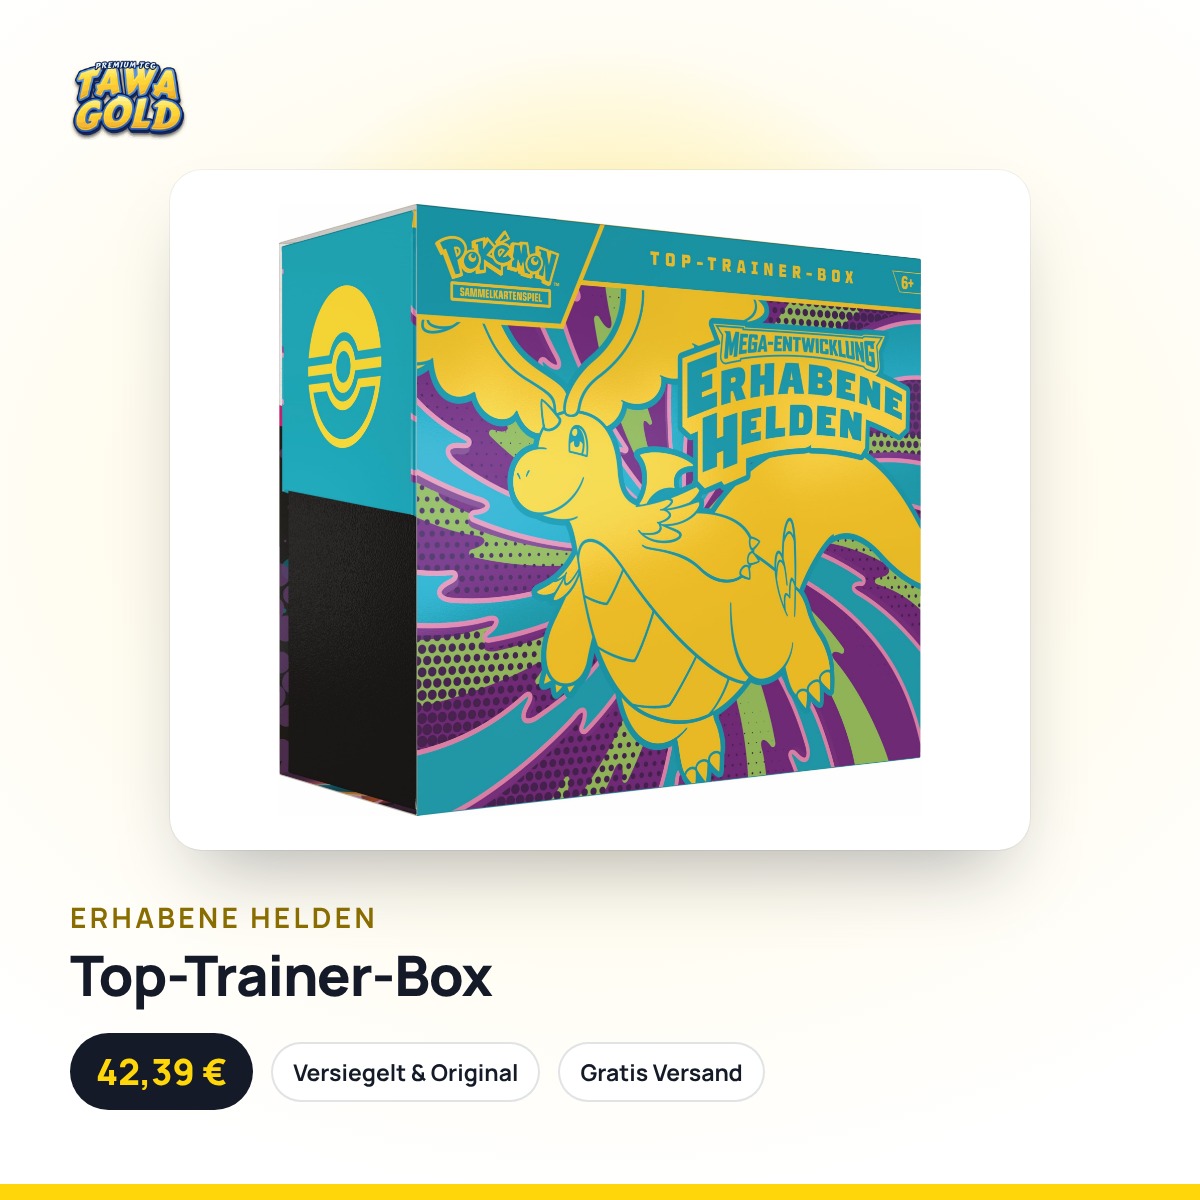 PREMIUM TCG
TAWA
GOLD
Pokémon
SAMMELKARTENSPIEL
TOP-TRAINER-BOX
6+
MEGA-ENTWICKLUNG
ERHABENE
HELDEN
ERHABENE HELDEN
Top-Trainer-Box
42,39 €
Versiegelt & Original
Gratis Versand